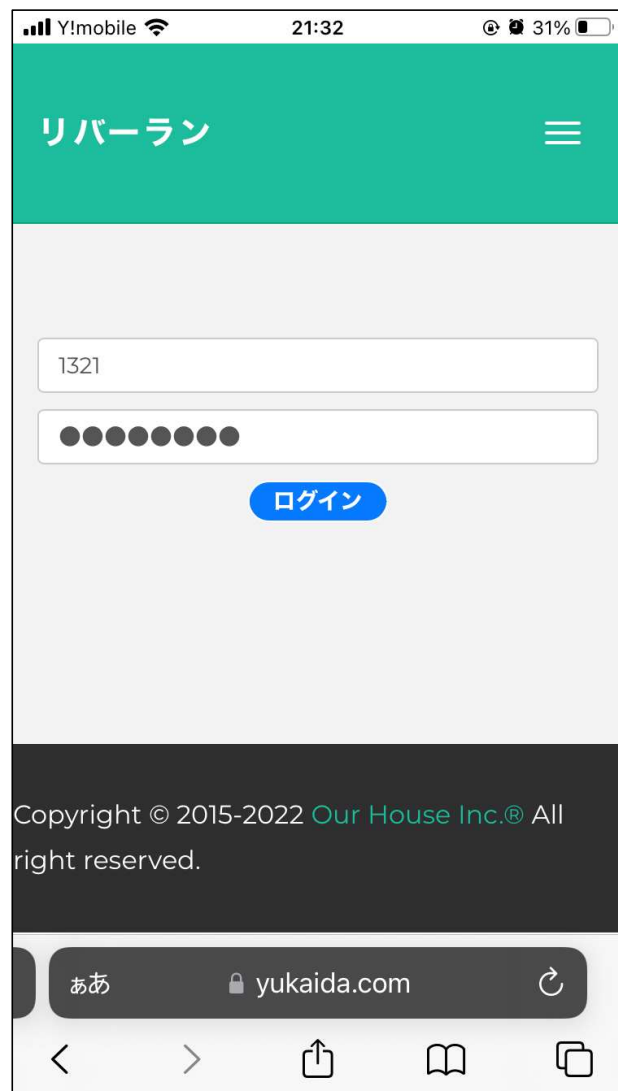 Y!mobile 21:32 31%
リバーラン
1321
●●●●●●●●
ログイン
Copyright © 2015-2022 Our House Inc.® All
right reserved.
ぁあ yukaida.com